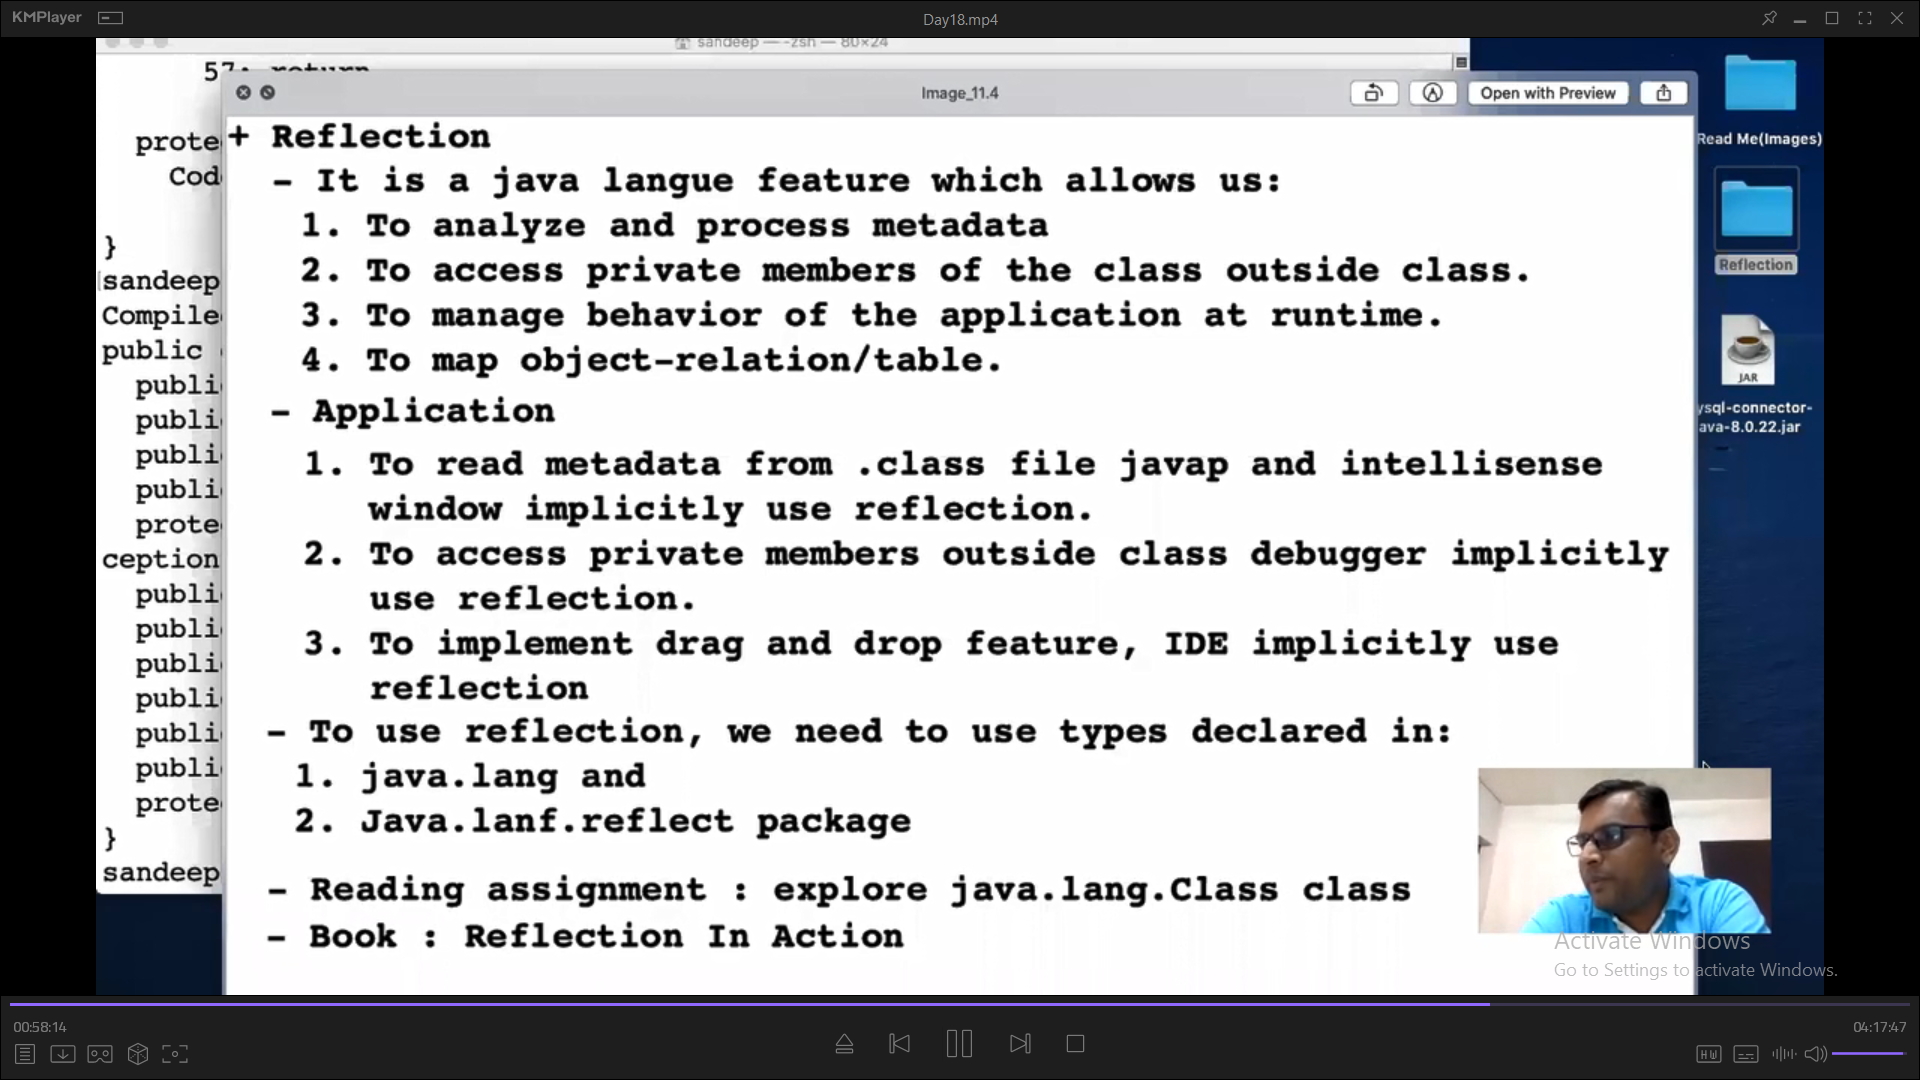 KMPlayer
Day18.mp4
sandeep — -zsh — 80×24
57: return
Image_11.4
Open with Preview
+ Reflection
- It is a java langue feature which allows us:
1. To analyze and process metadata
2. To access private members of the class outside class.
3. To manage behavior of the application at runtime.
4. To map object-relation/table.
- Application
1. To read metadata from .class file javap and intellisense
window implicitly use reflection.
2. To access private members outside class debugger implicitly
use reflection.
3. To implement drag and drop feature, IDE implicitly use
reflection
- To use reflection, we need to use types declared in:
1. java.lang and
2. Java.lanf.reflect package
- Reading assignment : explore java.lang.Class class
- Book : Reflection In Action
prote
Cod
}
sandeep
Compile
public
publi
publi
publi
publi
prote
ception
publi
publi
publi
publi
publi
publi
prote
}
sandeep
Read Me(Images)
Reflection
JAR
ysql-connector-
ava-8.0.22.jar
Activate Windows
Go to Settings to activate Windows.
00:58:14
04:17:47
HW